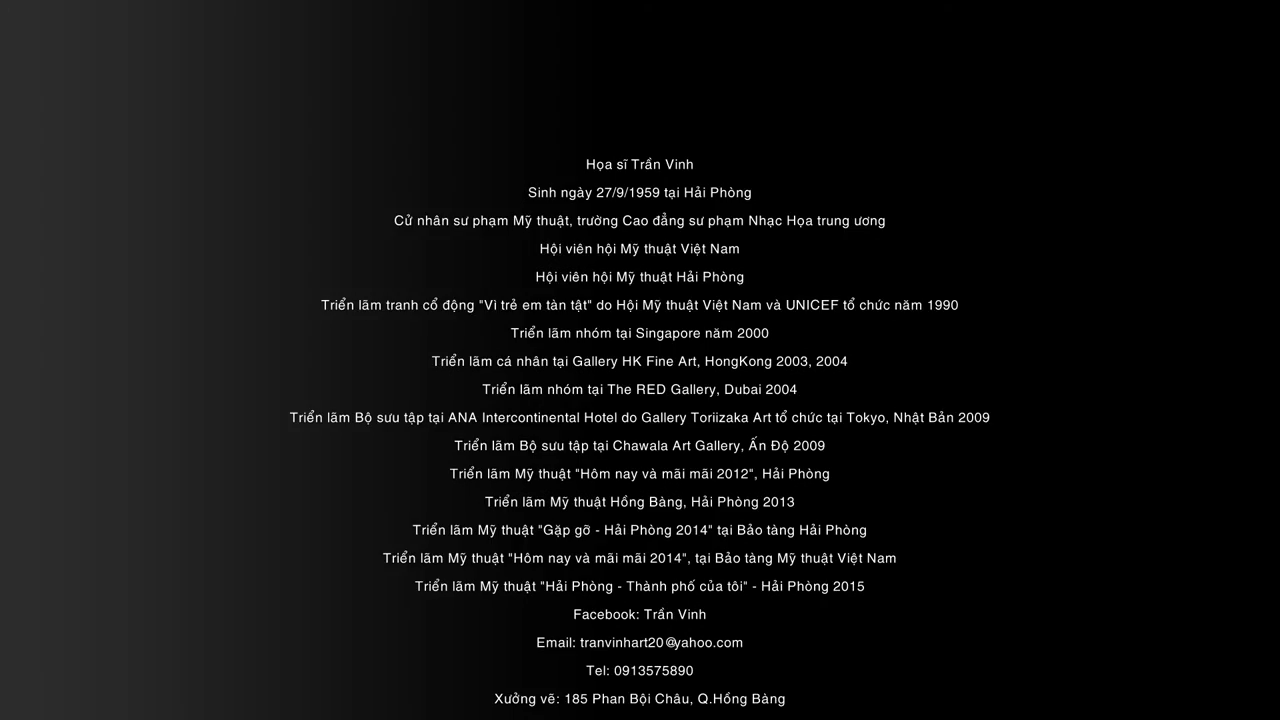 Họa sĩ Trần Vinh
Sinh ngày 27/9/1959 tại Hải Phòng
Cử nhân sư phạm Mỹ thuật, trường Cao đẳng sư phạm Nhạc Họa trung ương
Hội viên hội Mỹ thuật Việt Nam
Hội viên hội Mỹ thuật Hải Phòng
Triển lãm tranh cổ động "Vì trẻ em tàn tật" do Hội Mỹ thuật Việt Nam và UNICEF tổ chức năm 1990
Triển lãm nhóm tại Singapore năm 2000
Triển lãm cá nhân tại Gallery HK Fine Art, HongKong 2003, 2004
Triển lãm nhóm tại The RED Gallery, Dubai 2004
Triển lãm Bộ sưu tập tại ANA Intercontinental Hotel do Gallery Toriizaka Art tổ chức tại Tokyo, Nhật Bản 2009
Triển lãm Bộ sưu tập tại Chawala Art Gallery, Ấn Độ 2009
Triển lãm Mỹ thuật "Hôm nay và mãi mãi 2012", Hải Phòng
Triển lãm Mỹ thuật Hồng Bàng, Hải Phòng 2013
Triển lãm Mỹ thuật "Gặp gỡ - Hải Phòng 2014" tại Bảo tàng Hải Phòng
Triển lãm Mỹ thuật "Hôm nay và mãi mãi 2014", tại Bảo tàng Mỹ thuật Việt Nam
Triển lãm Mỹ thuật "Hải Phòng - Thành phố của tôi" - Hải Phòng 2015
Facebook: Trần Vinh
Email: tranvinhart20@yahoo.com
Tel: 0913575890
Xưởng vẽ: 185 Phan Bội Châu, Q.Hồng Bàng